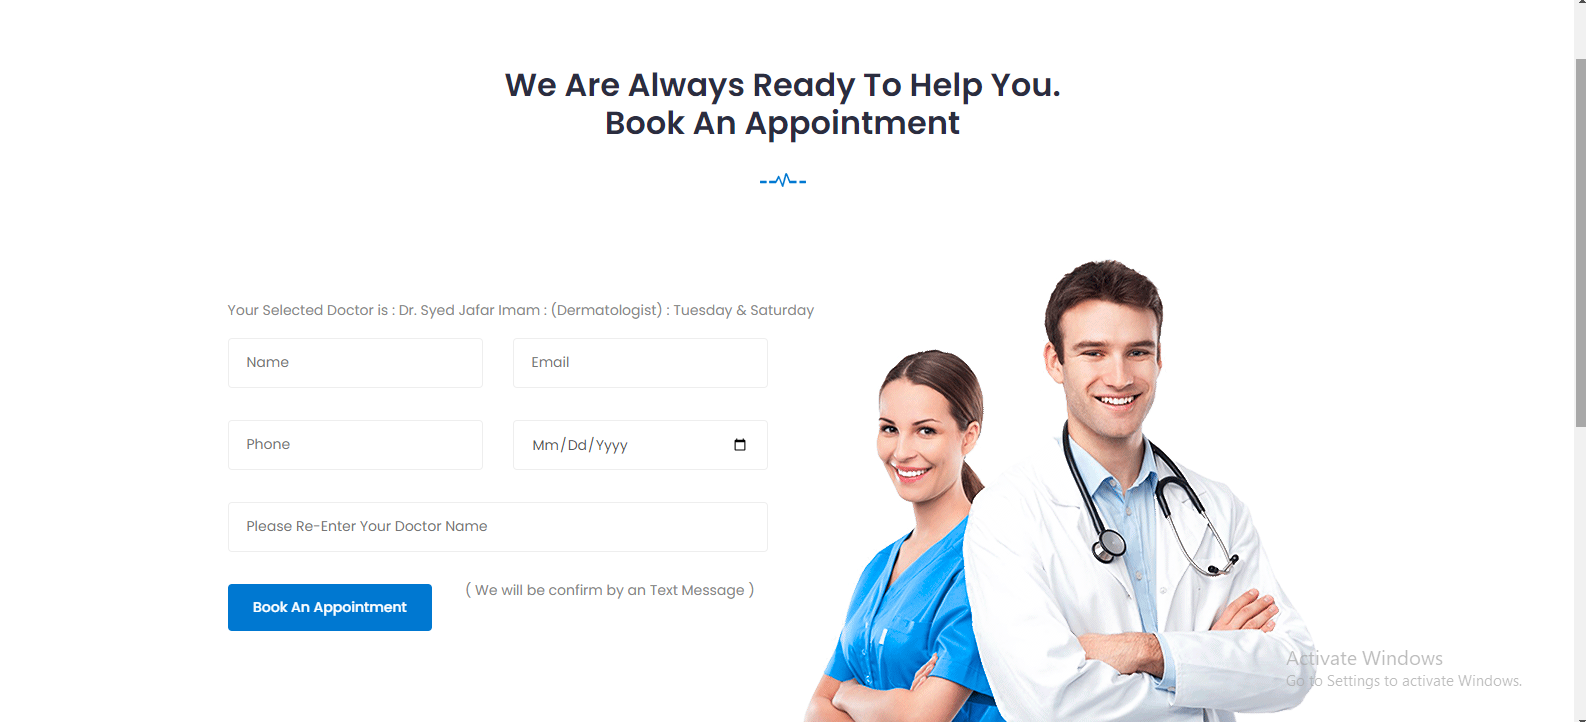 We Are Always Ready To Help You.
Book An Appointment
Your Selected Doctor is : Dr. Syed Jafar Imam : (Dermatologist) : Tuesday & Saturday
Name
Email
Phone
Mm/Dd/Yyyy
Please Re-Enter Your Doctor Name
Book An Appointment
( We will be confirm by an Text Message )
Activate Windows
Go to Settings to activate Windows.